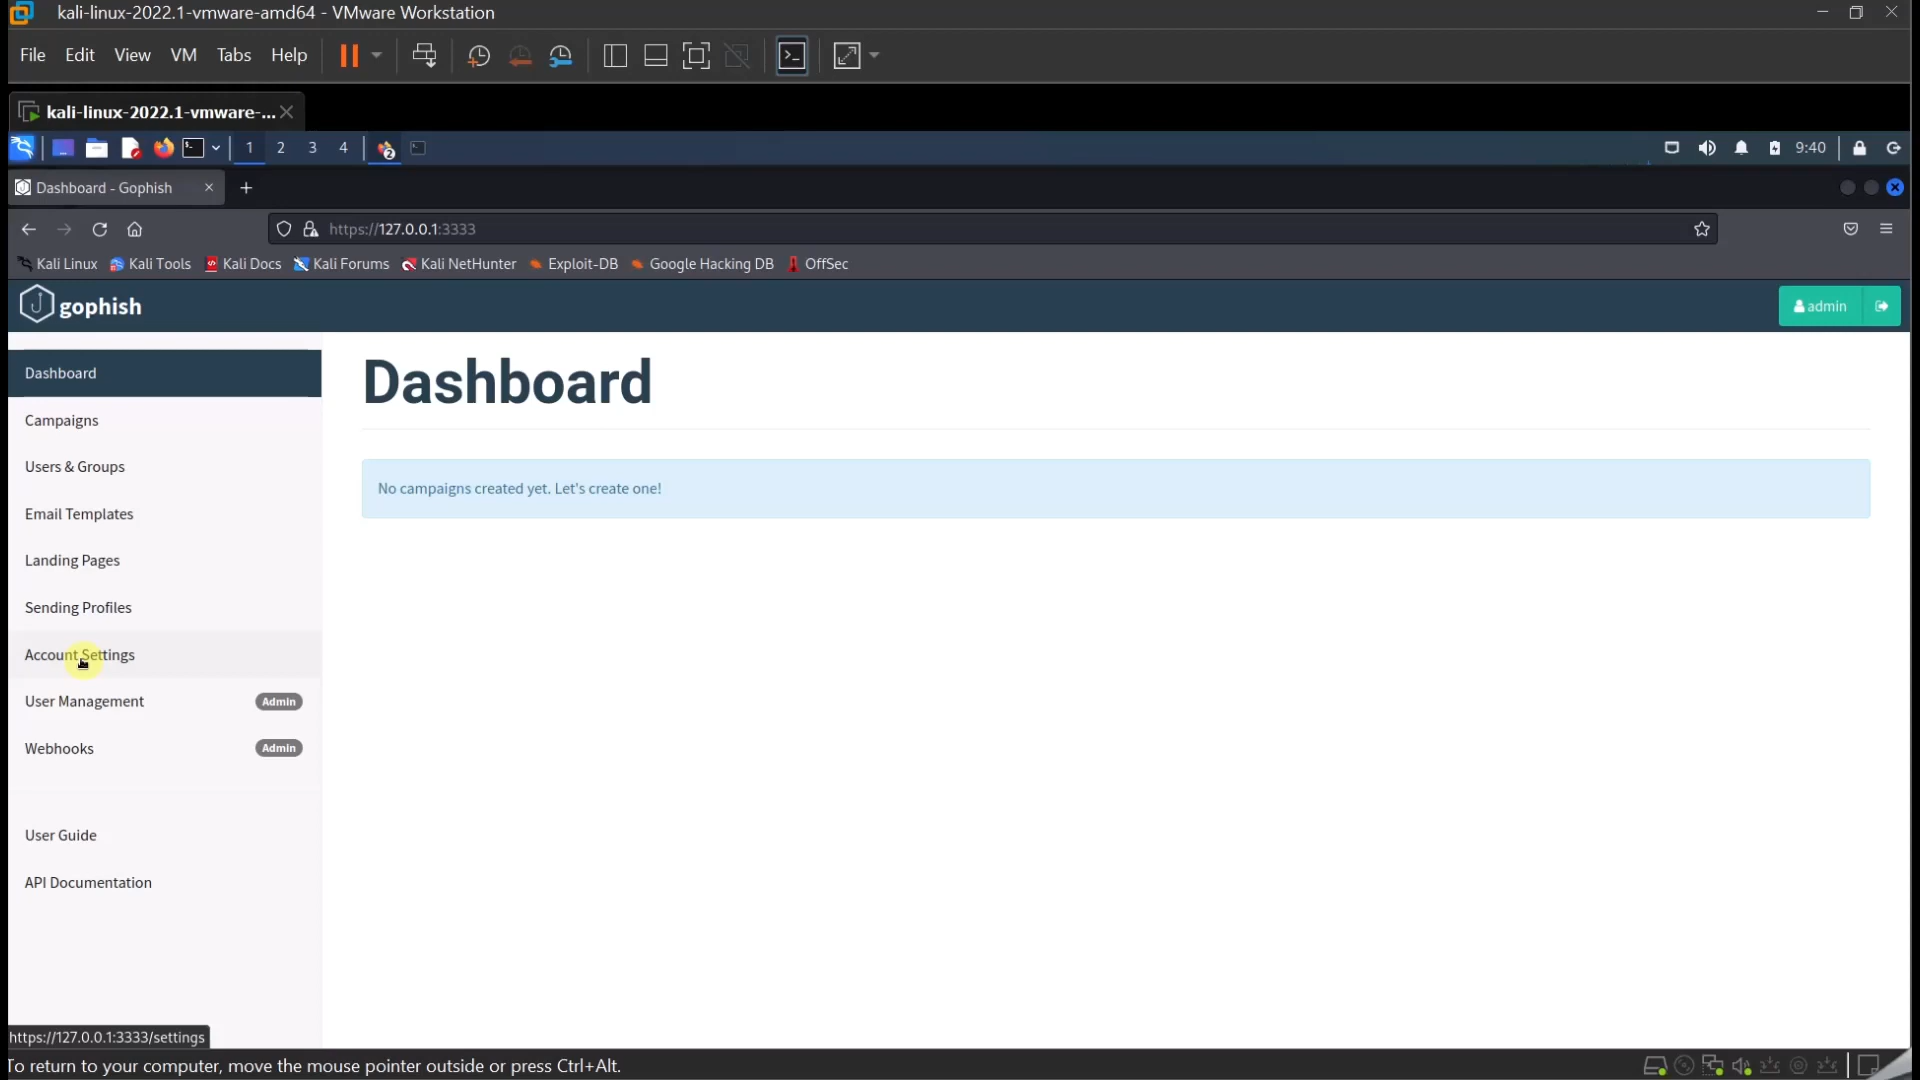 kali-linux-2022.1-vmware-amd64 - VMware Workstation
File Edit View VM Tabs Help
kali-linux-2022.1-vmware-...
1 2 3 4 2 9:40
Dashboard - Gophish
https://127.0.0.1:3333
Kali Linux Kali Tools Kali Docs Kali Forums Kali NetHunter Exploit-DB Google Hacking DB OffSec
gophish admin
Dashboard
Campaigns
Users & Groups
Email Templates
Landing Pages
Sending Profiles
Account Settings
User Management Admin
Webhooks Admin
User Guide
API Documentation
Dashboard
No campaigns created yet. Let's create one!
https://127.0.0.1:3333/settings
To return to your computer, move the mouse pointer outside or press Ctrl+Alt.